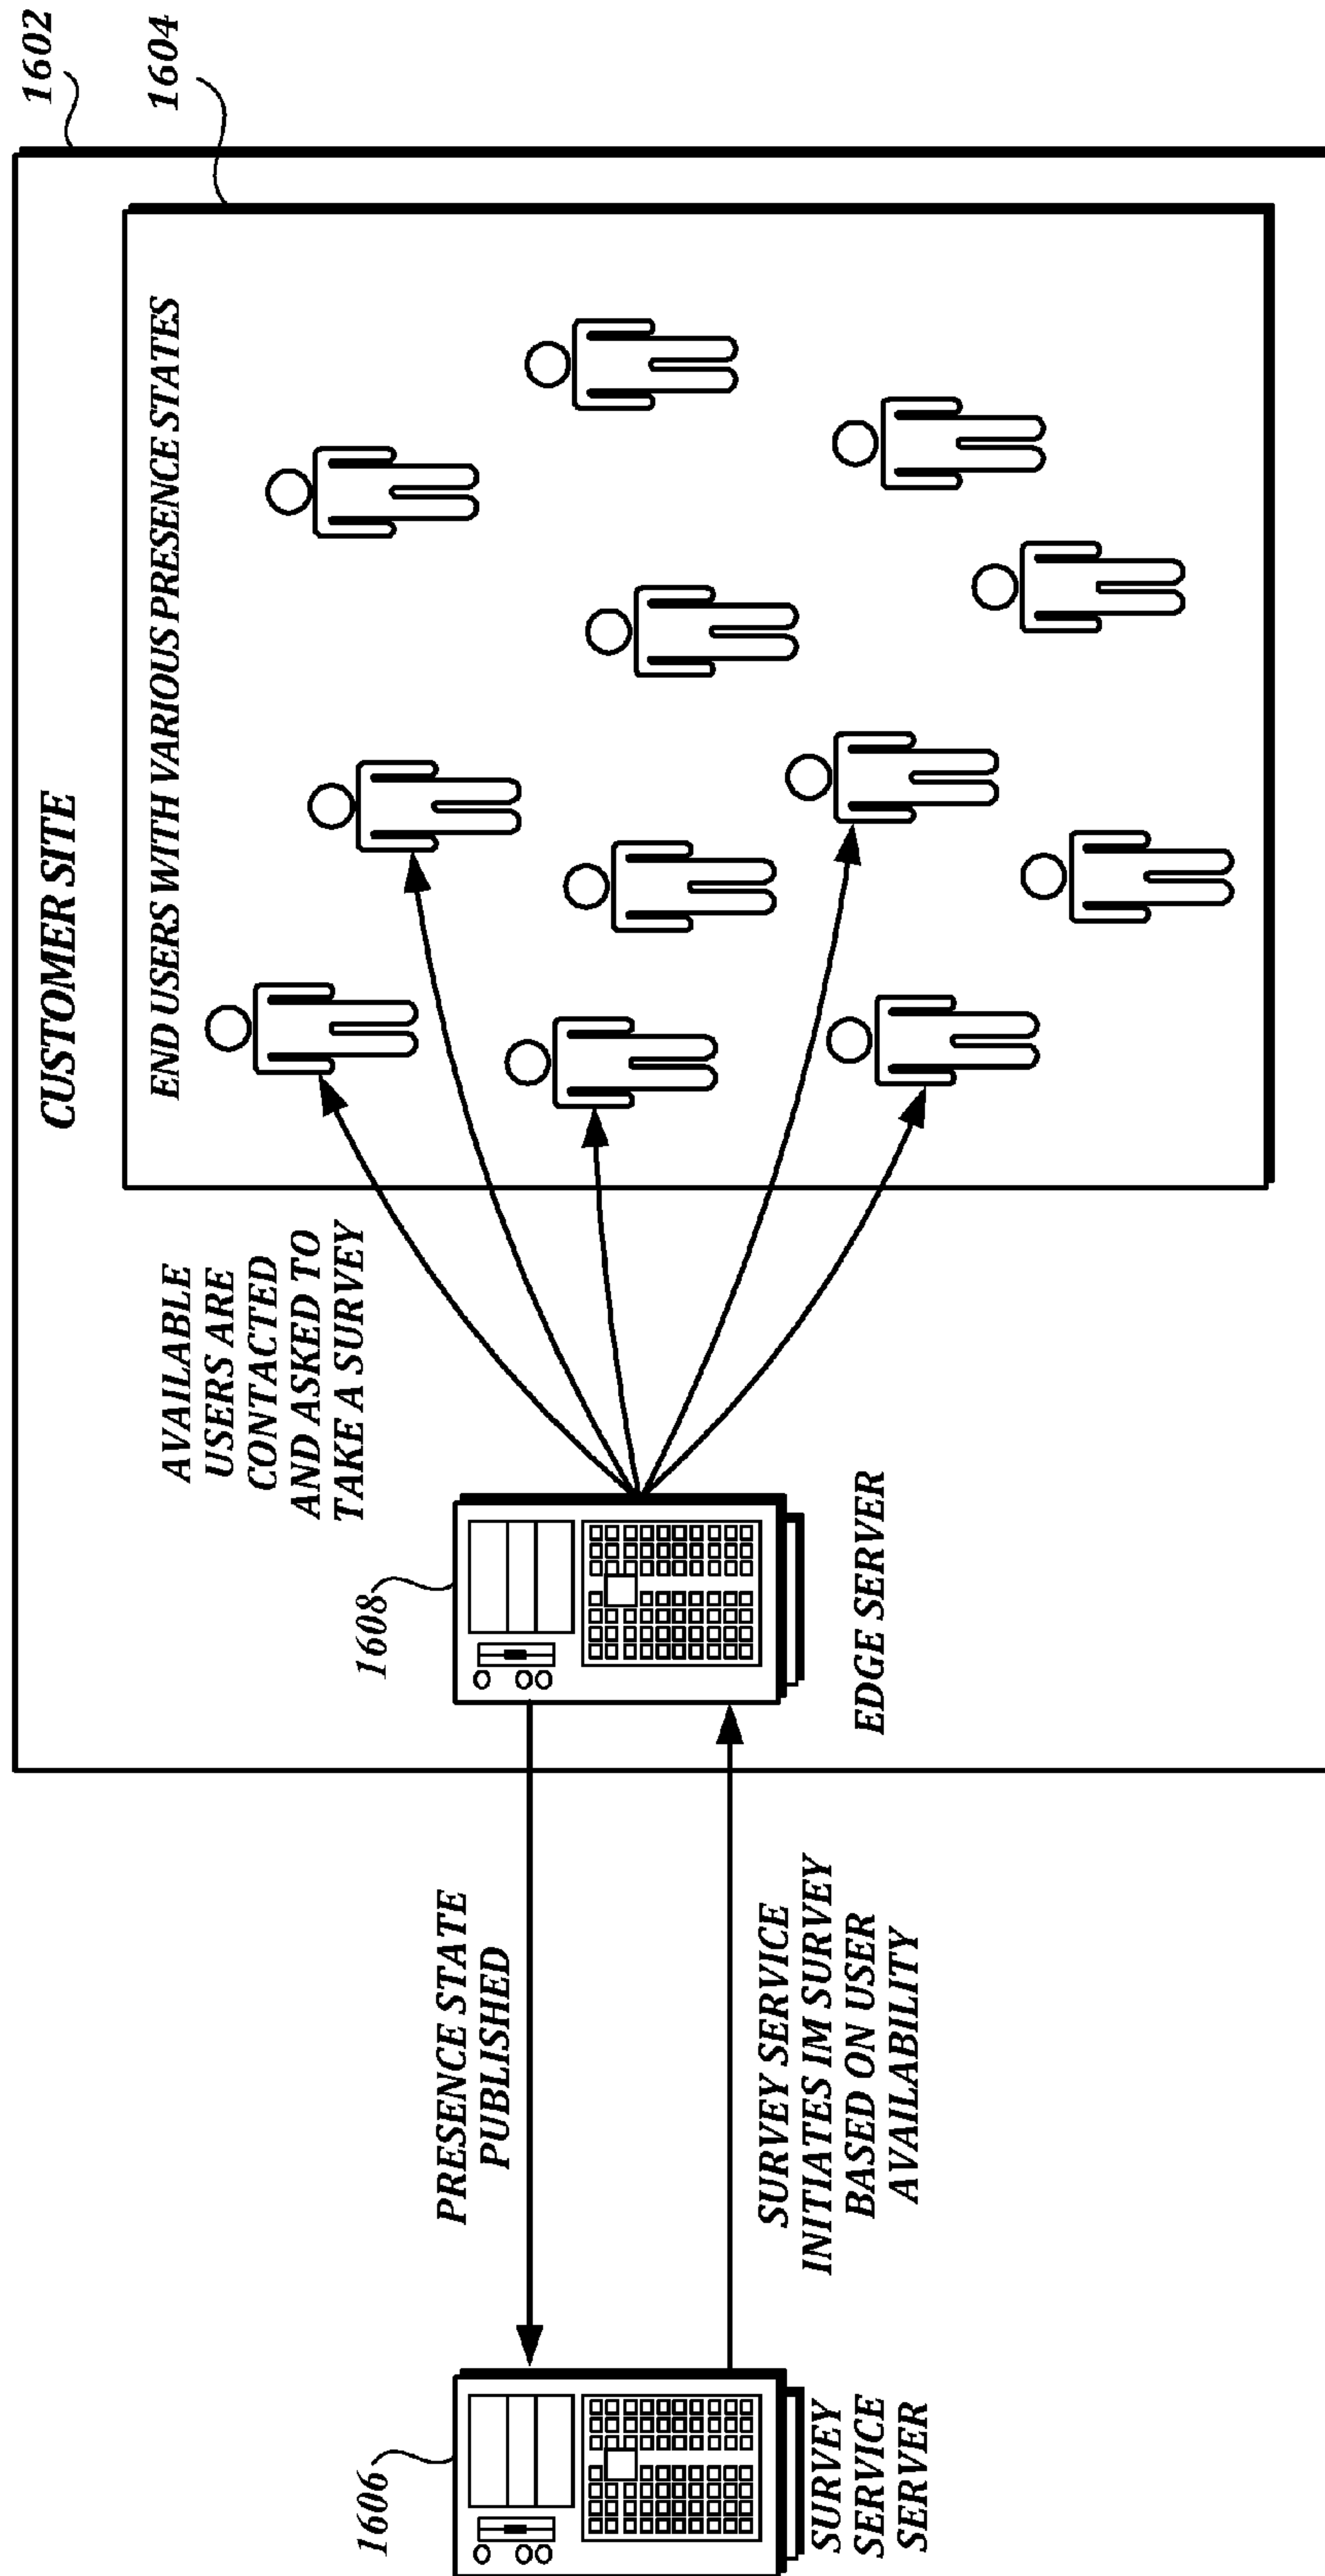 1602
1604
CUSTOMER SITE
END USERS WITH VARIOUS PRESENCE STATES
AVAILABLE
USERS ARE
CONTACTED
AND ASKED TO
TAKE A SURVEY
1608
EDGE SERVER
PRESENCE STATE
PUBLISHED
SURVEY SERVICE
INITIATES IM SURVEY
BASED ON USER
AVAILABILITY
1606
SURVEY
SERVICE
SERVER